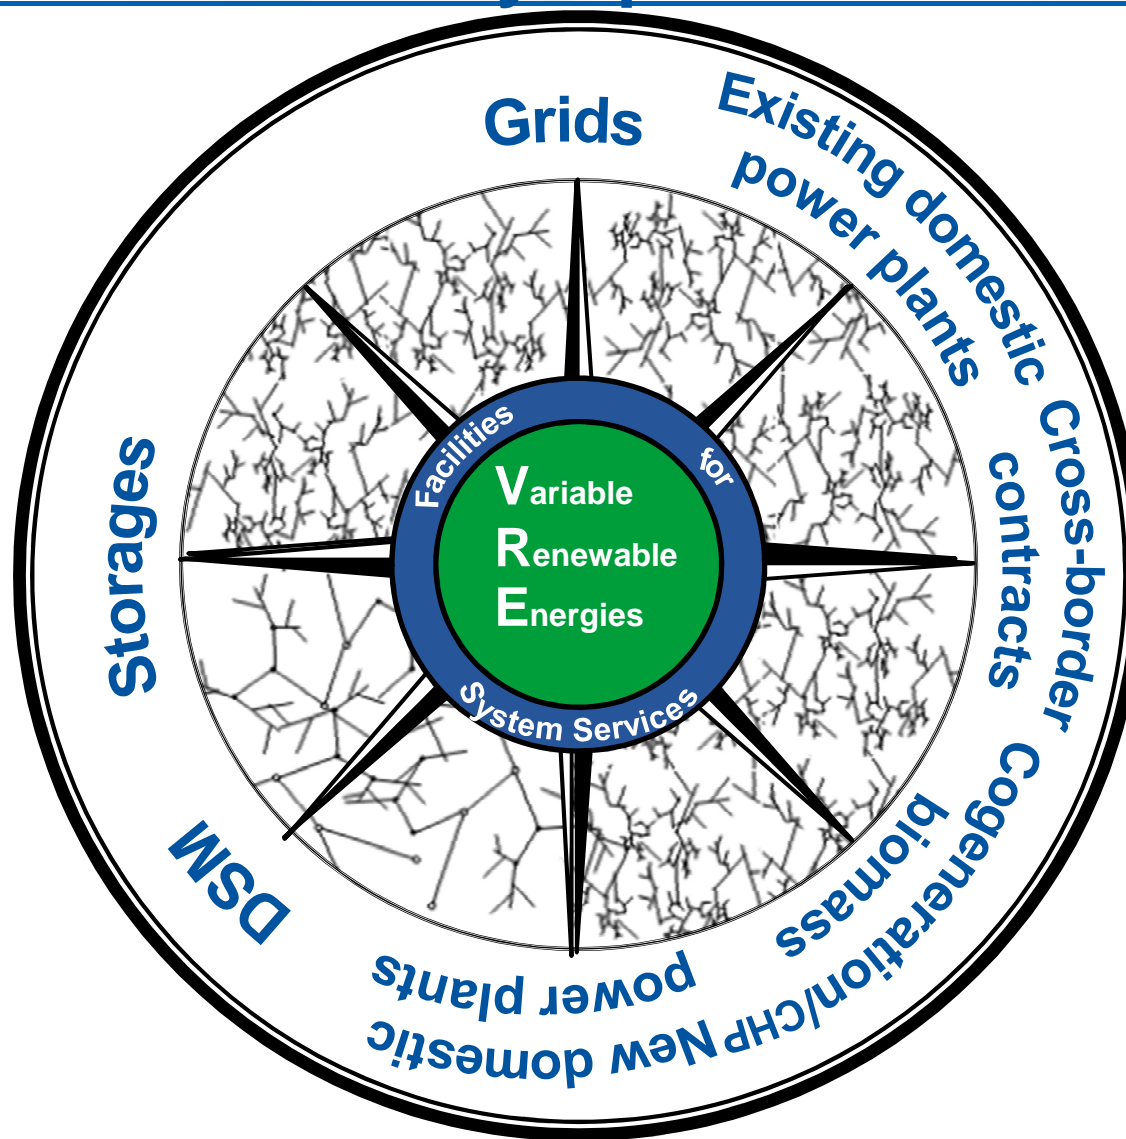 Grids
Existing domestic
power plants
Cross-border
contracts
Cogeneration/CHP
biomass
New domestic
power plants
DSM
Storages
Facilities for
System Services
Variable
Renewable
Energies